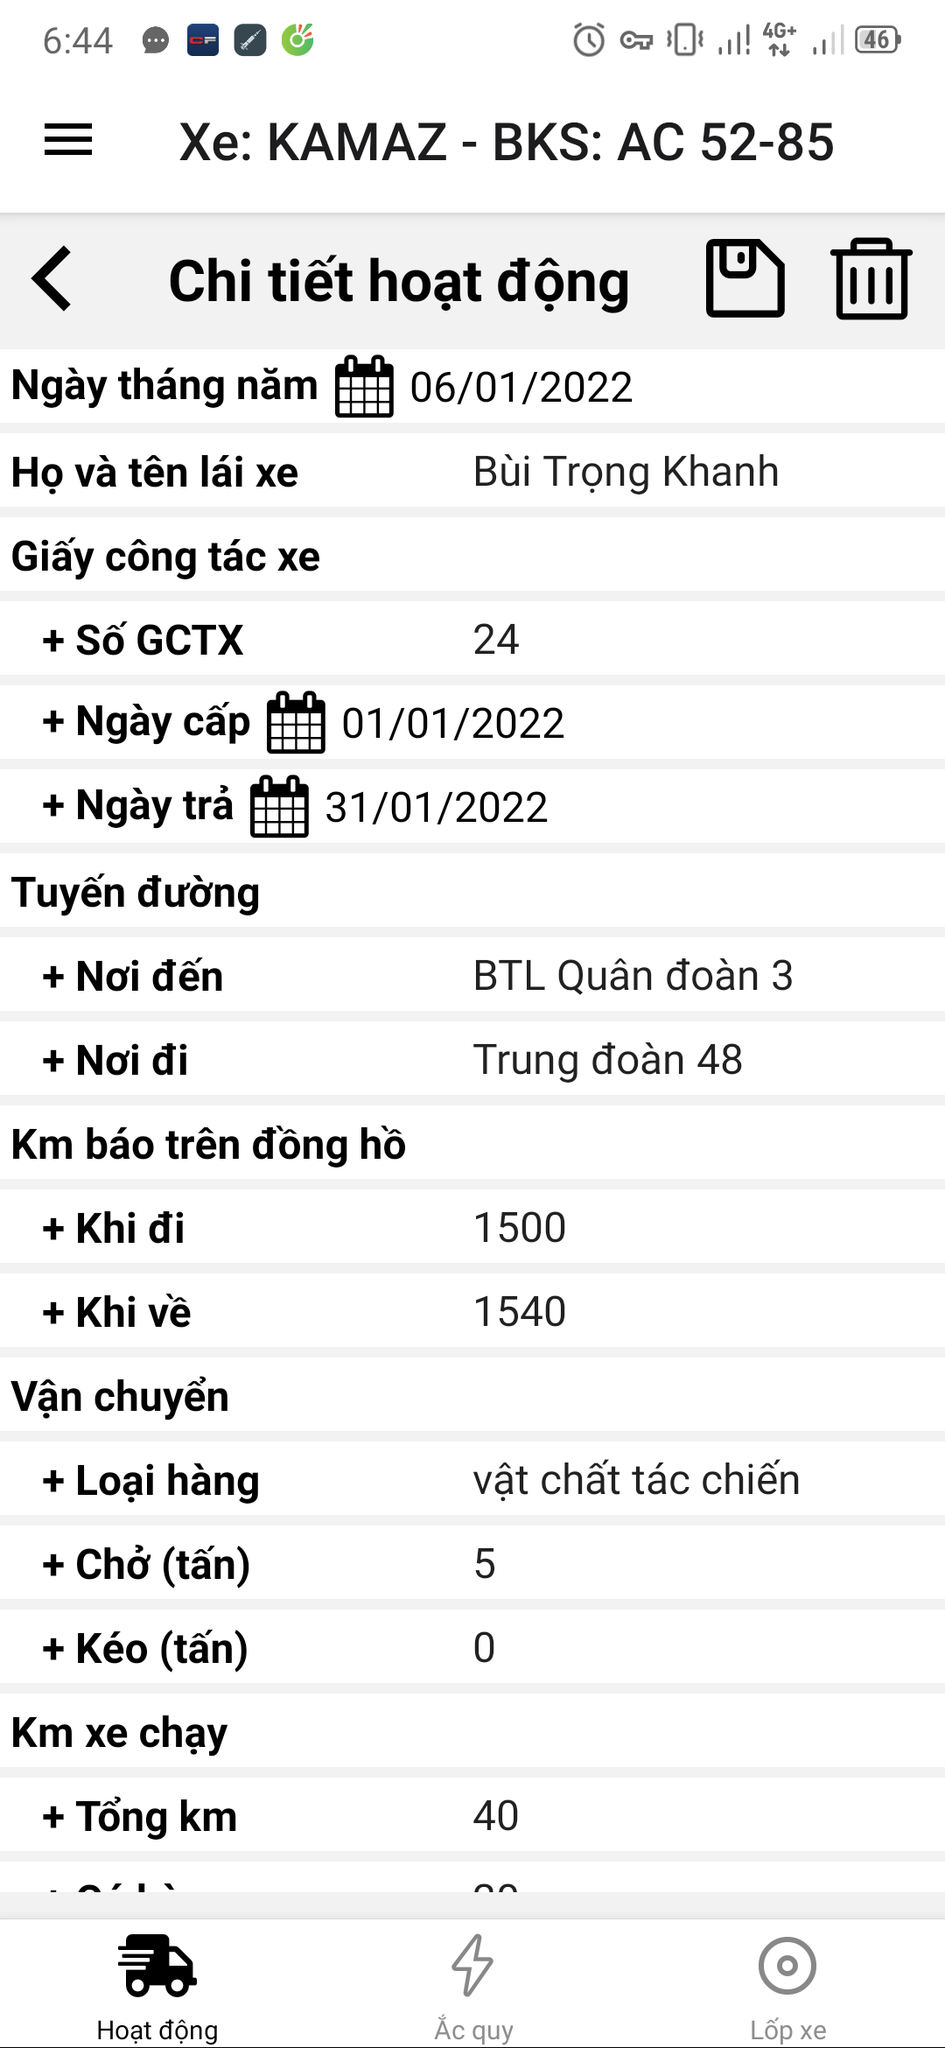 6:44 4G+ 46
Xe: KAMAZ - BKS: AC 52-85
Chi tiết hoạt động
Ngày tháng năm 06/01/2022
Họ và tên lái xe Bùi Trọng Khanh
Giấy công tác xe
+ Số GCTX 24
+ Ngày cấp 01/01/2022
+ Ngày trả 31/01/2022
Tuyến đường
+ Nơi đến BTL Quân đoàn 3
+ Nơi đi Trung đoàn 48
Km báo trên đồng hồ
+ Khi đi 1500
+ Khi về 1540
Vận chuyển
+ Loại hàng vật chất tác chiến
+ Chở (tấn) 5
+ Kéo (tấn) 0
Km xe chạy
+ Tổng km 40
Hoạt động Ắc quy Lốp xe